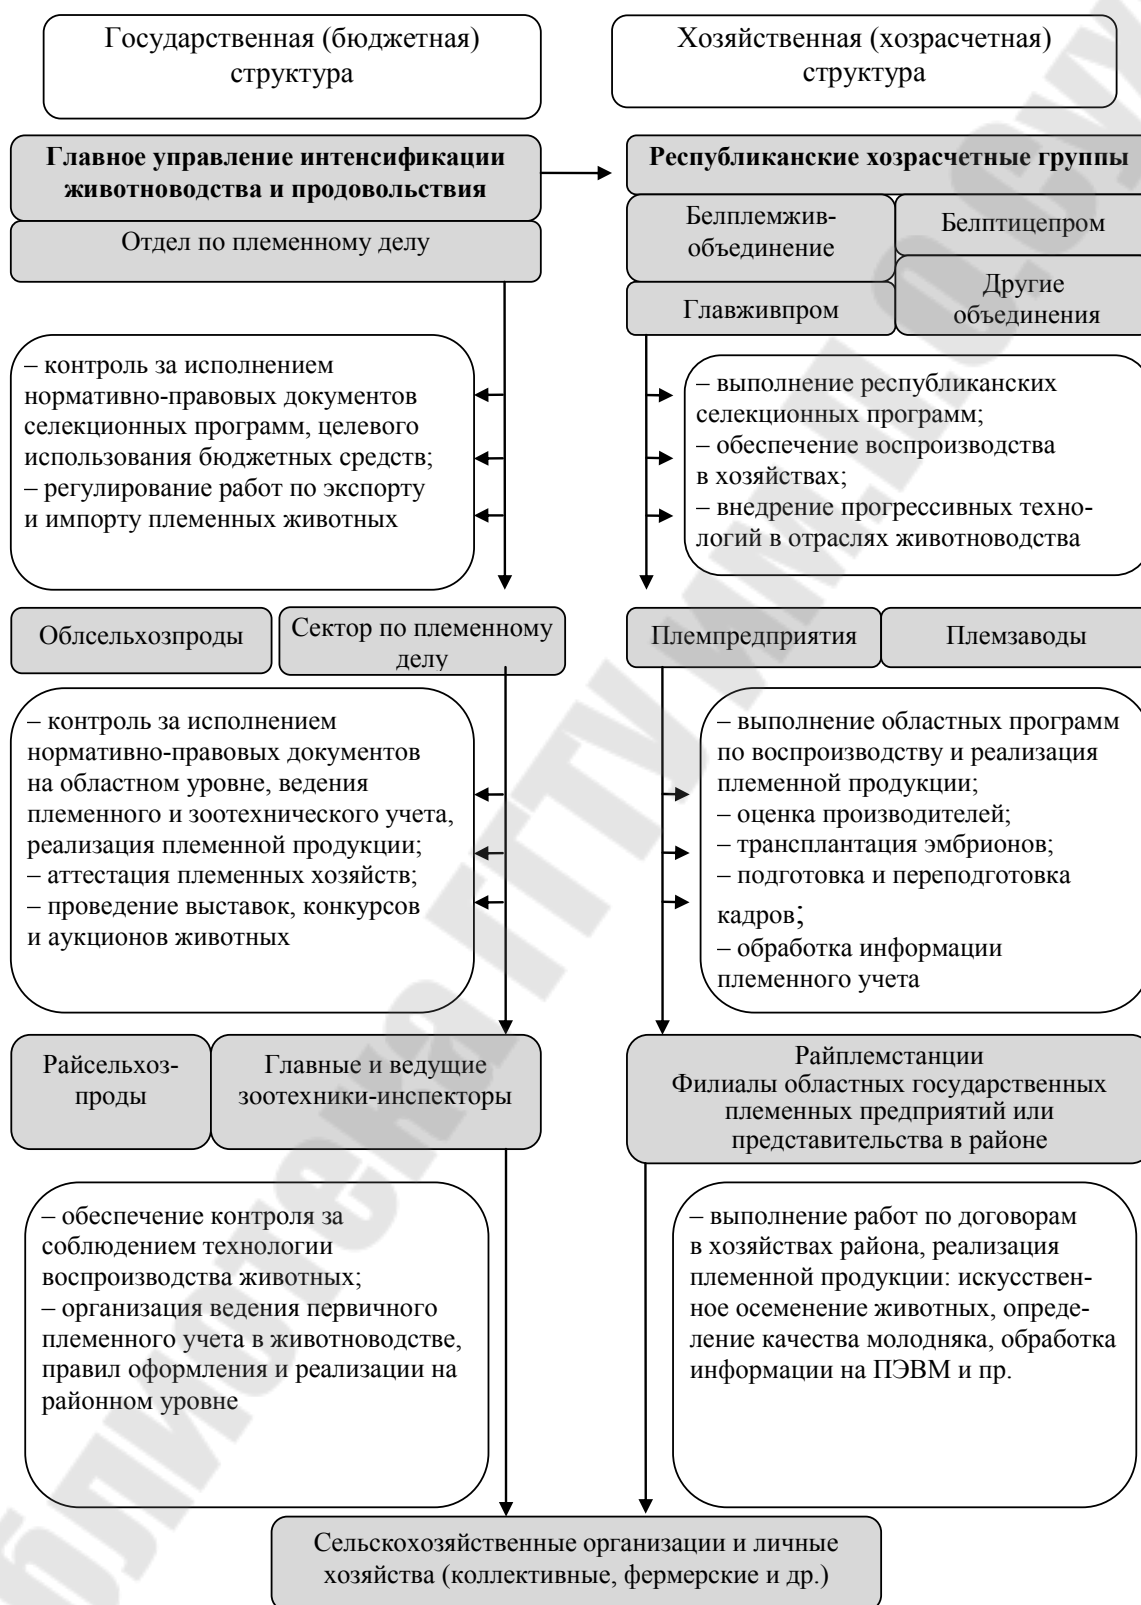 Государственная (бюджетная)
структура
Хозяйственная (хозрасчетная)
структура
Главное управление интенсификации
животноводства и продовольствия
Отдел по племенному делу
Республиканские хозрасчетные группы
Белплемжив-
объединение
Белптицепром
Главживпром
Другие
объединения
– контроль за исполнением
нормативно-правовых документов
селекционных программ, целевого
использования бюджетных средств;
– регулирование работ по экспорту
и импорту племенных животных
– выполнение республиканских
селекционных программ;
– обеспечение воспроизводства
в хозяйствах;
– внедрение прогрессивных техно-
логий в отраслях животноводства
Облсельхозпроды
Сектор по племенному
делу
Племпредприятия
Племзаводы
– контроль за исполнением
нормативно-правовых документов
на областном уровне, ведения
племенного и зоотехнического учета,
реализация племенной продукции;
– аттестация племенных хозяйств;
– проведение выставок, конкурсов
и аукционов животных
– выполнение областных программ
по воспроизводству и реализация
племенной продукции;
– оценка производителей;
– трансплантация эмбрионов;
– подготовка и переподготовка
кадров;
– обработка информации
племенного учета
Райсельхоз-
проды
Главные и ведущие
зоотехники-инспекторы
Райплемстанции
Филиалы областных государственных
племенных предприятий или
представительства в районе
– обеспечение контроля за
соблюдением технологии
воспроизводства животных;
– организация ведения первичного
племенного учета в животноводстве,
правил оформления и реализации на
районном уровне
– выполнение работ по договорам
в хозяйствах района, реализация
племенной продукции: искусствен-
ное осеменение животных, опреде-
ление качества молодняка, обработка
информации на ПЭВМ и пр.
Сельскохозяйственные организации и личные
хозяйства (коллективные, фермерские и др.)